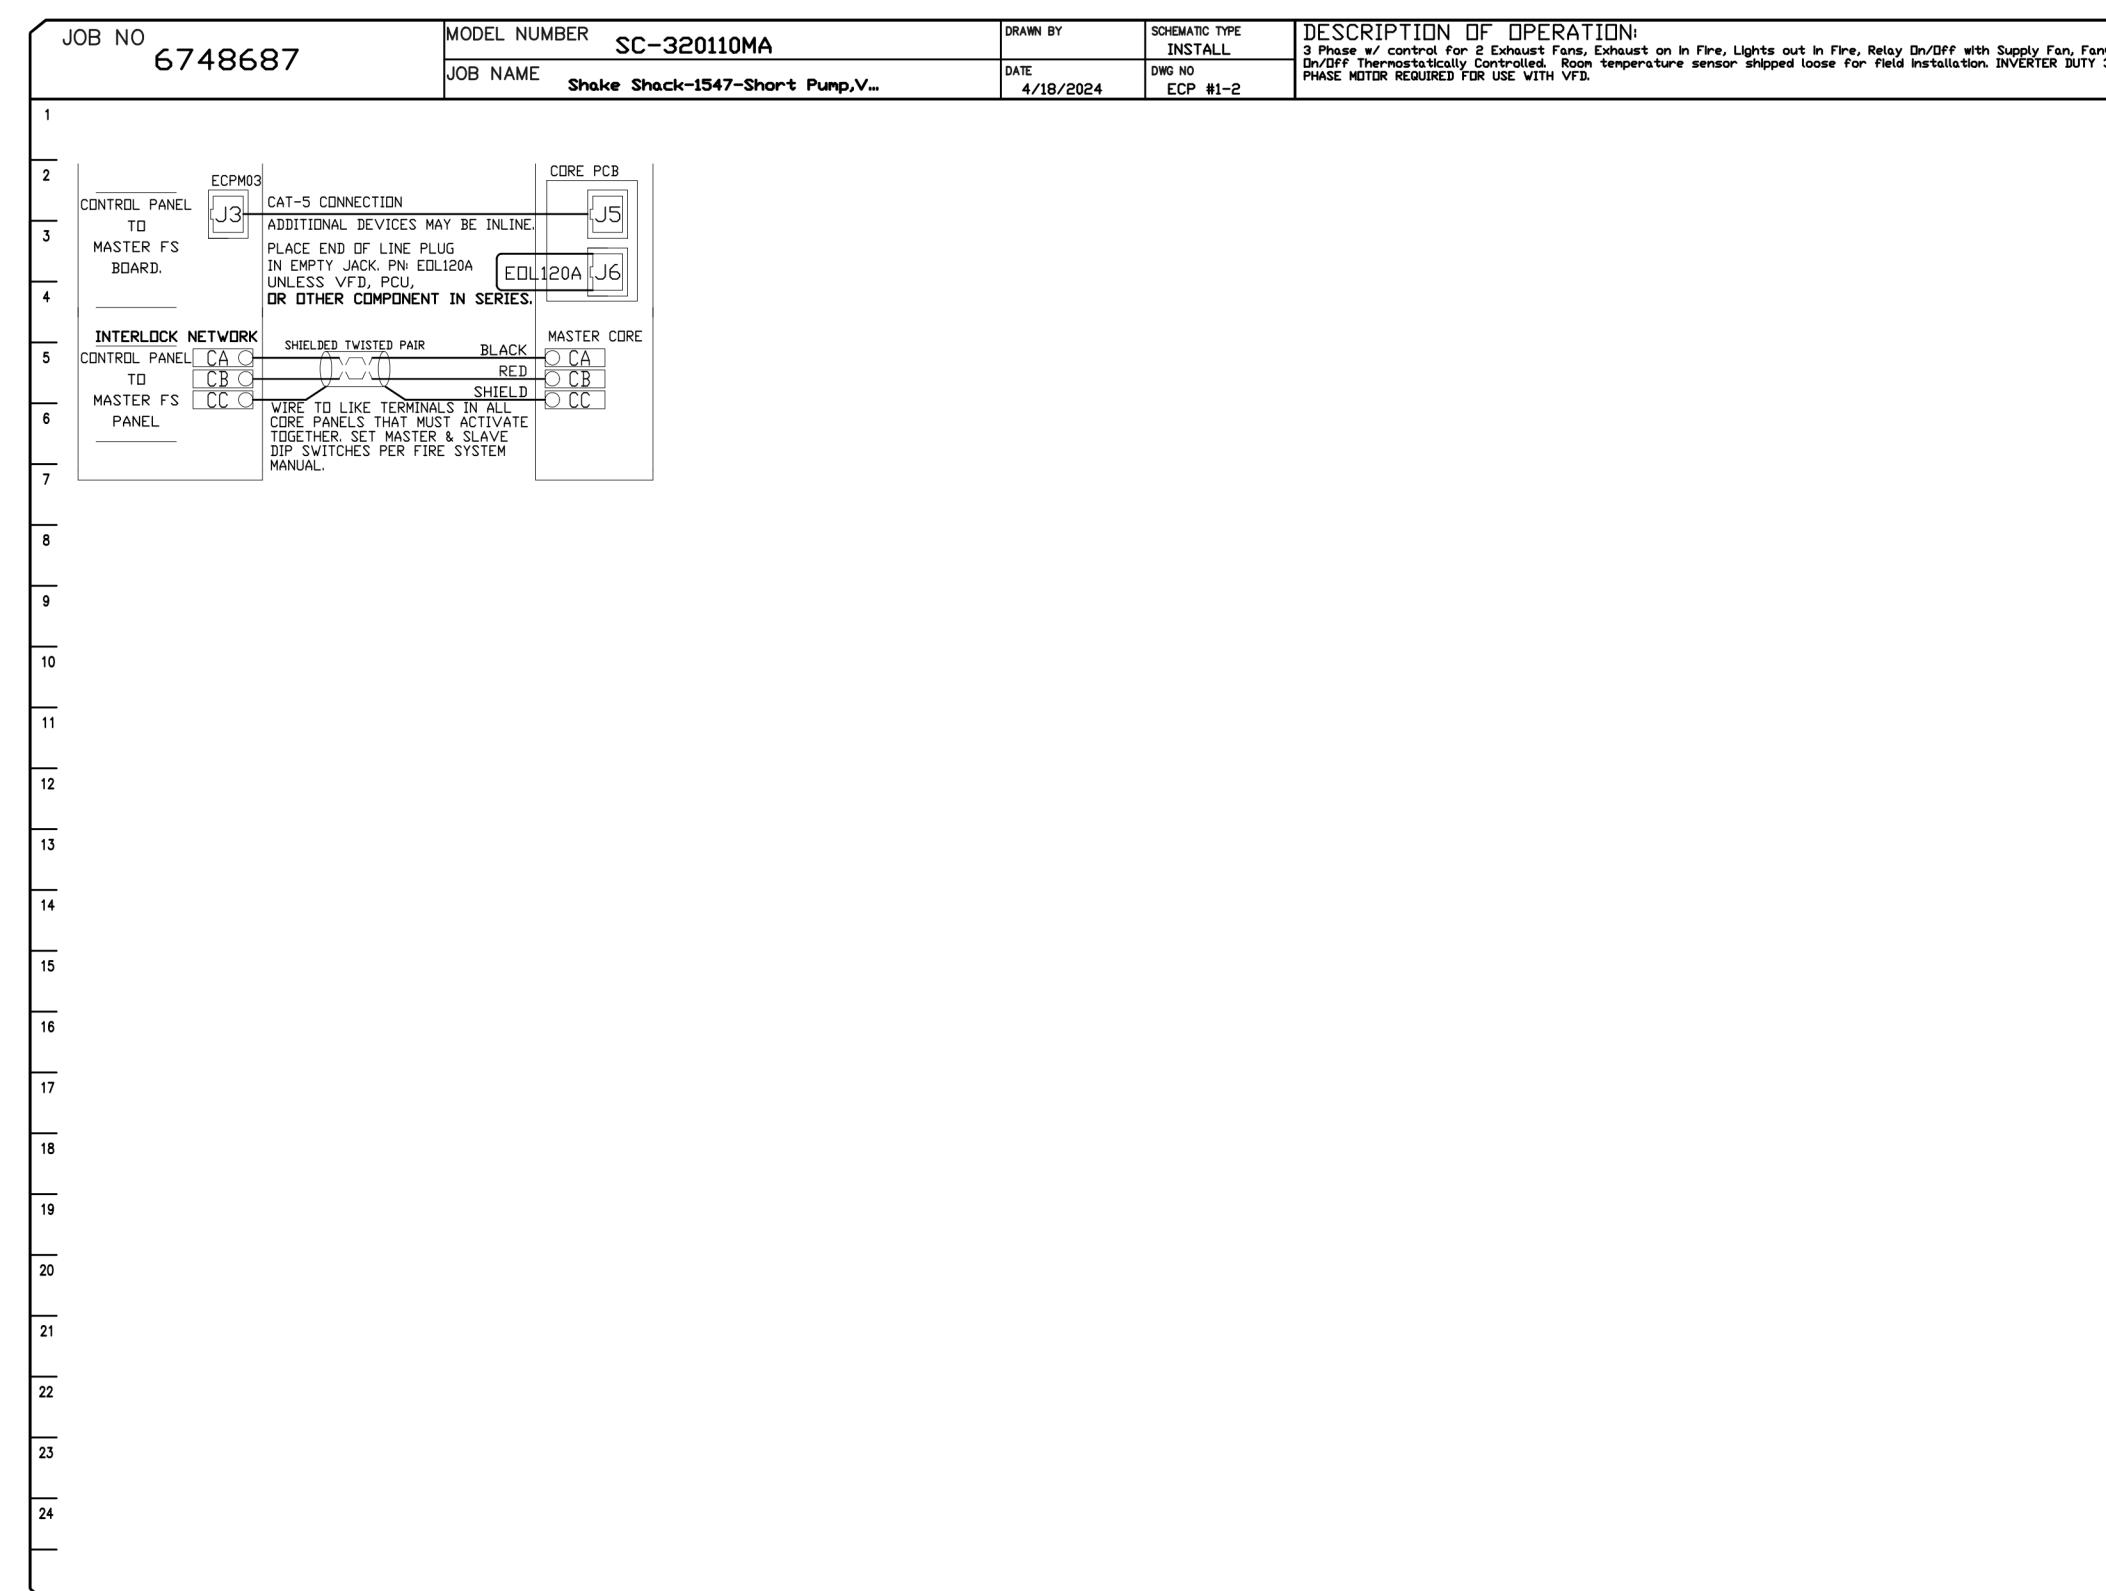 JOB NO
6748687
MODEL NUMBER
SC-320110MA
JOB NAME
Shake Shack-1547-Short Pump,V...
DRAWN BY
DATE
4/18/2024
SCHEMATIC TYPE
INSTALL
DWG NO
ECP #1-2
DESCRIPTION OF OPERATION:
3 Phase w/ control for 2 Exhaust Fans, Exhaust on in Fire, Lights out in Fire, Relay On/Off with Supply Fan, Fan
On/Off Thermostatically Controlled. Room temperature sensor shipped loose for field installation. INVERTER DUTY 3
PHASE MOTOR REQUIRED FOR USE WITH VFD.
1
2
3
4
5
6
7
8
9
10
11
12
13
14
15
16
17
18
19
20
21
22
23
24
CONTROL PANEL
TO
MASTER FS
BOARD.
ECPM03
J3
CAT-5 CONNECTION
ADDITIONAL DEVICES MAY BE INLINE.
PLACE END OF LINE PLUG
IN EMPTY JACK. PN: EOL120A
UNLESS VFD, PCU,
OR OTHER COMPONENT IN SERIES.
CORE PCB
J5
EOL120A
J6
INTERLOCK NETWORK
CONTROL PANEL
TO
MASTER FS
PANEL
CA
CB
CC
SHIELDED TWISTED PAIR
BLACK
RED
SHIELD
WIRE TO LIKE TERMINALS IN ALL
CORE PANELS THAT MUST ACTIVATE
TOGETHER. SET MASTER & SLAVE
DIP SWITCHES PER FIRE SYSTEM
MANUAL.
MASTER CORE
CA
CB
CC